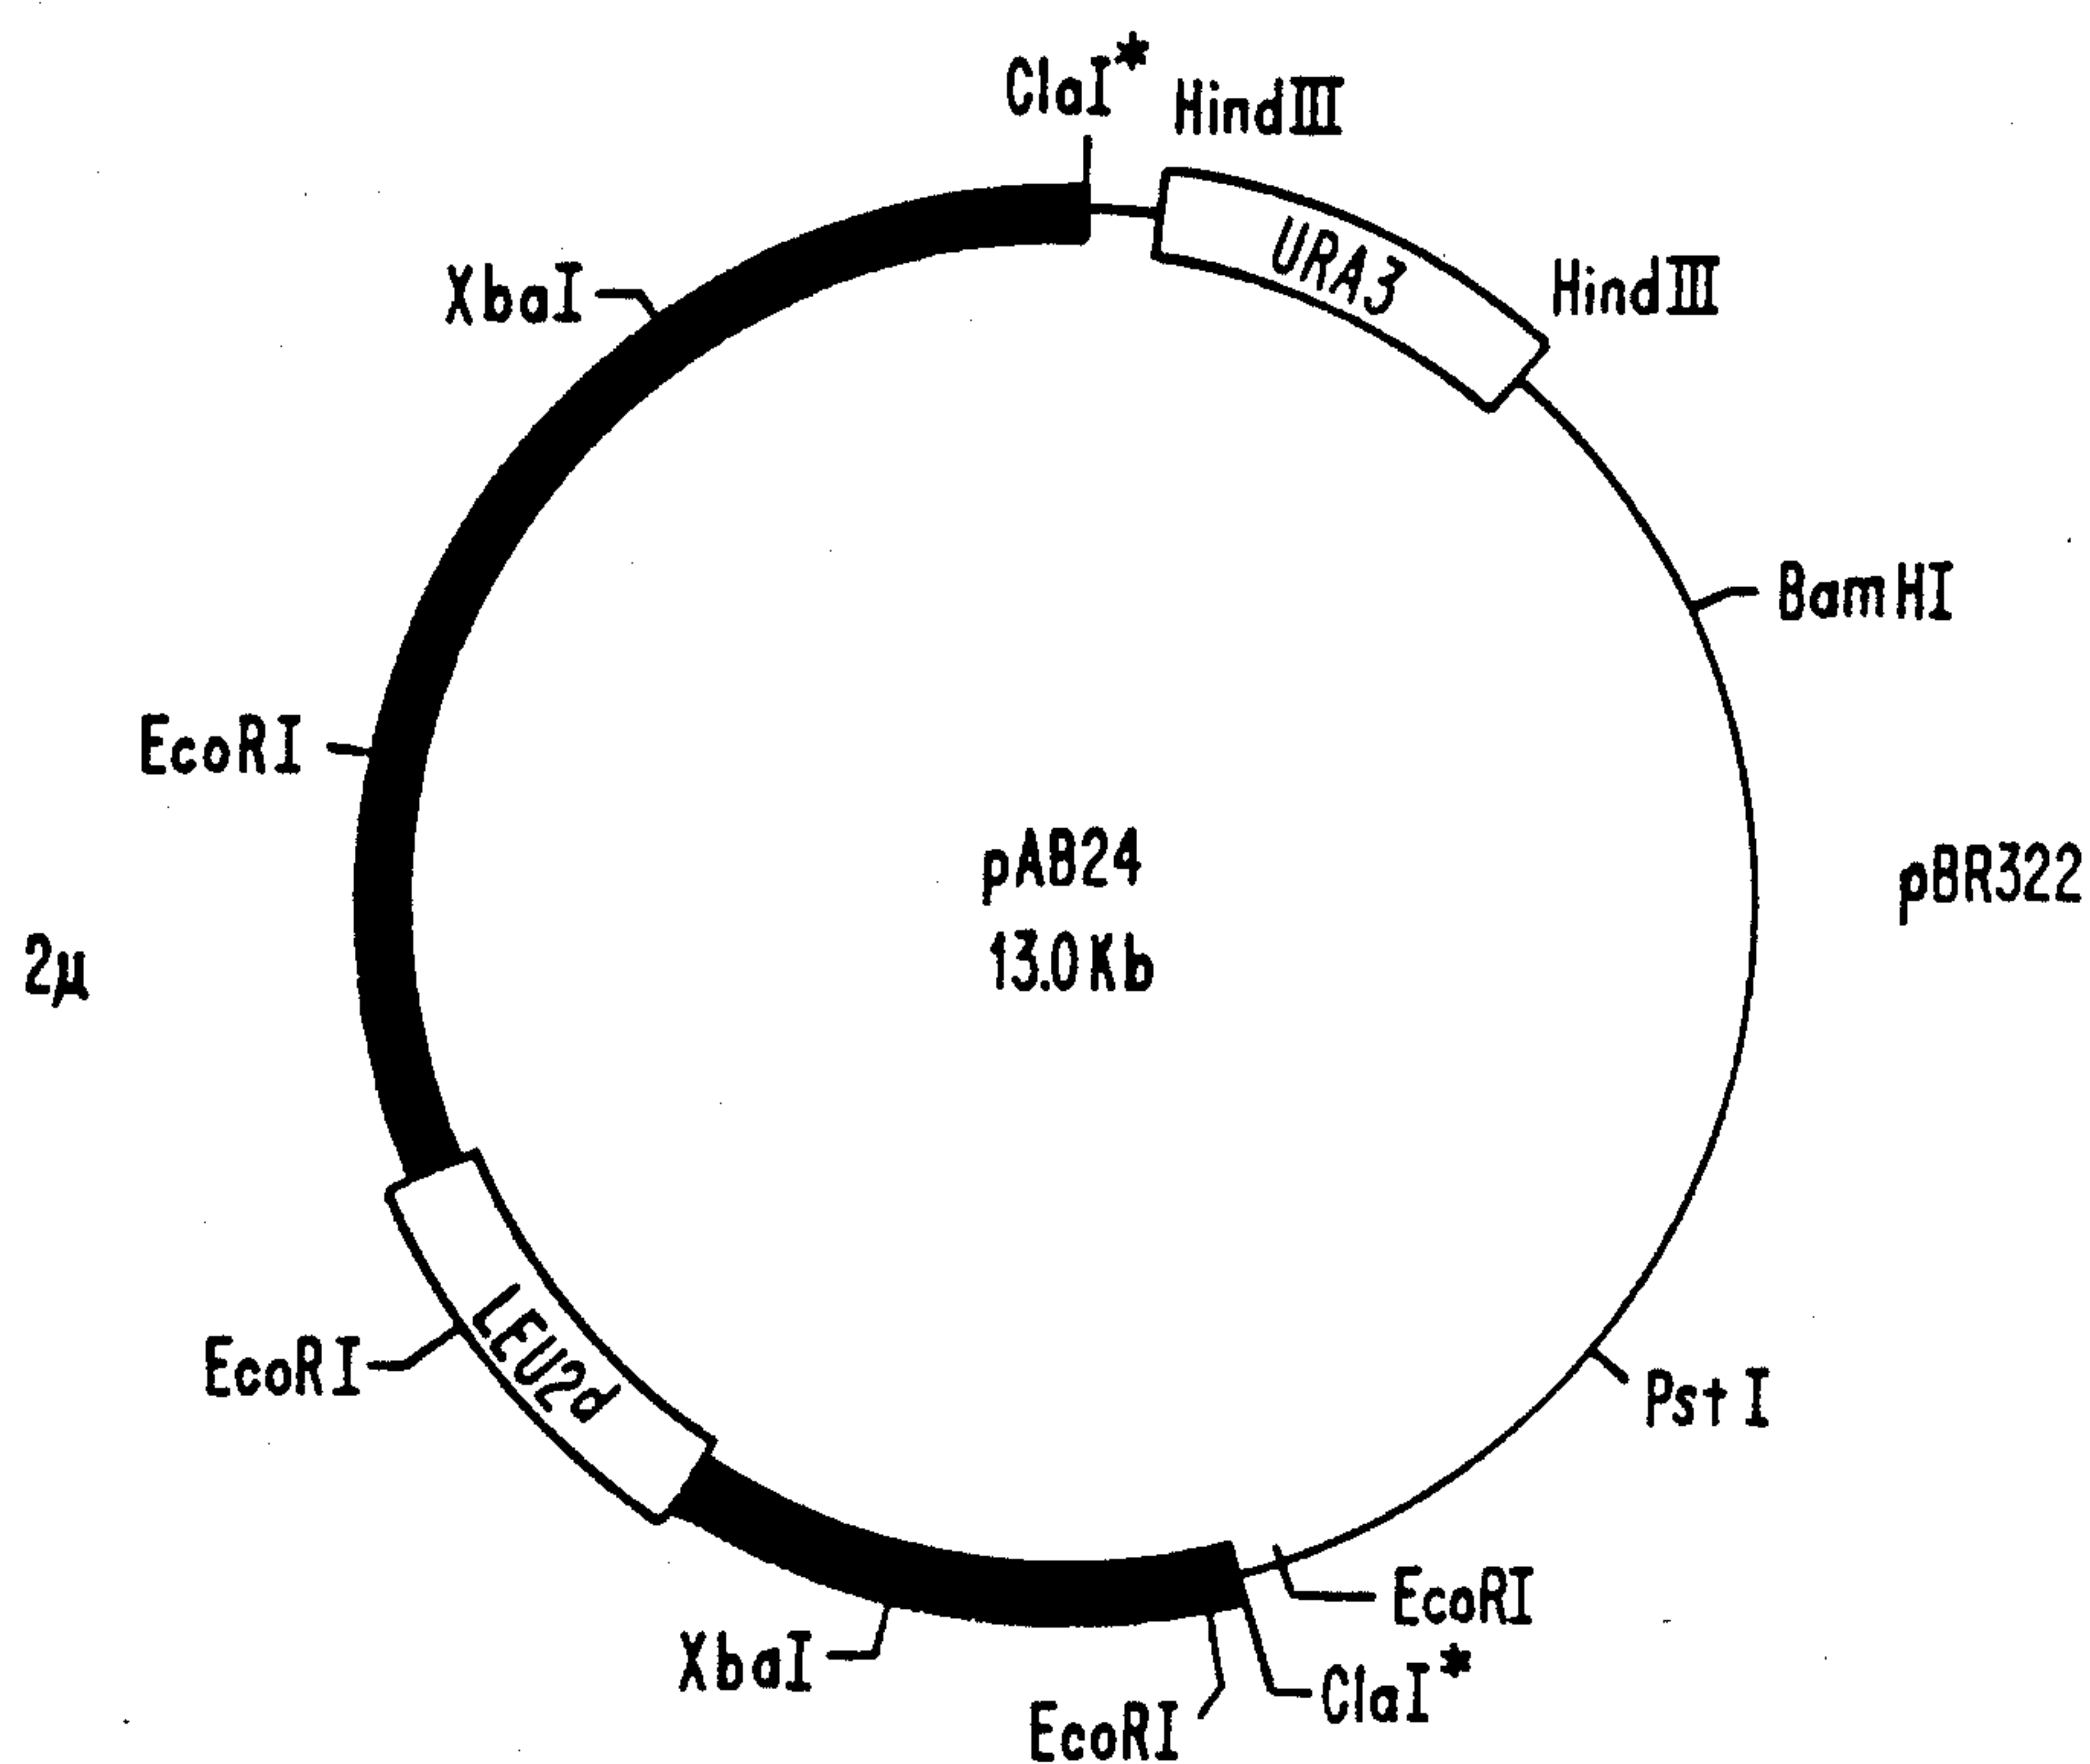 ClaI*
HindIII
URA3
HindIII
XbaI
BamHI
EcoRI
pAB24
13.0Kb
pBR322
2μ
EcoRI
LEU2d
PstI
EcoRI
XbaI
ClaI*
EcoRI